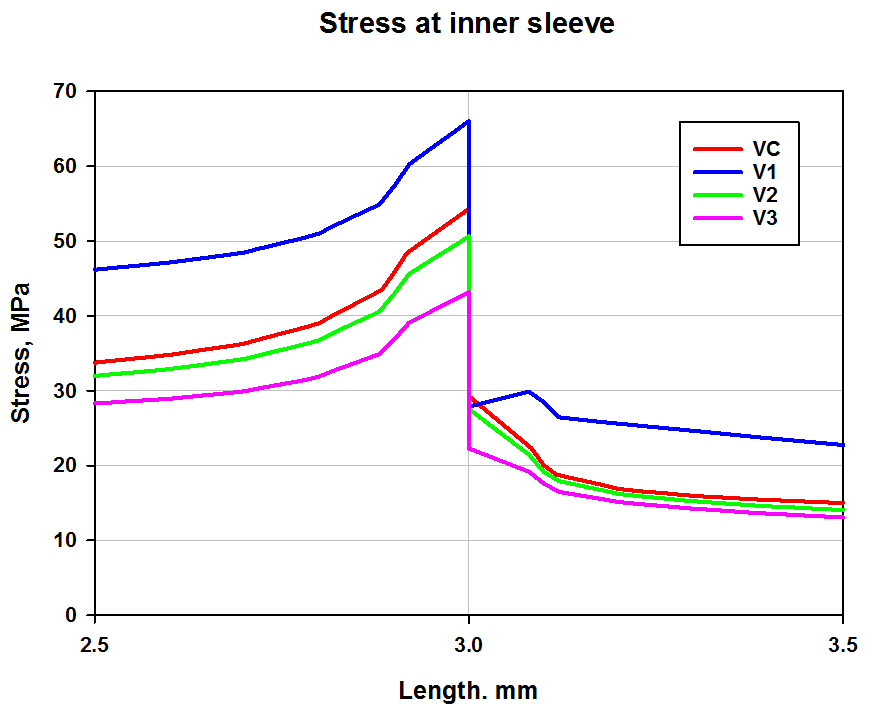 Stress at inner sleeve
70
60
50
40
30
20
10
0
Stress, MPa
VC
V1
V2
V3
2.5 3.0 3.5
Length. mm